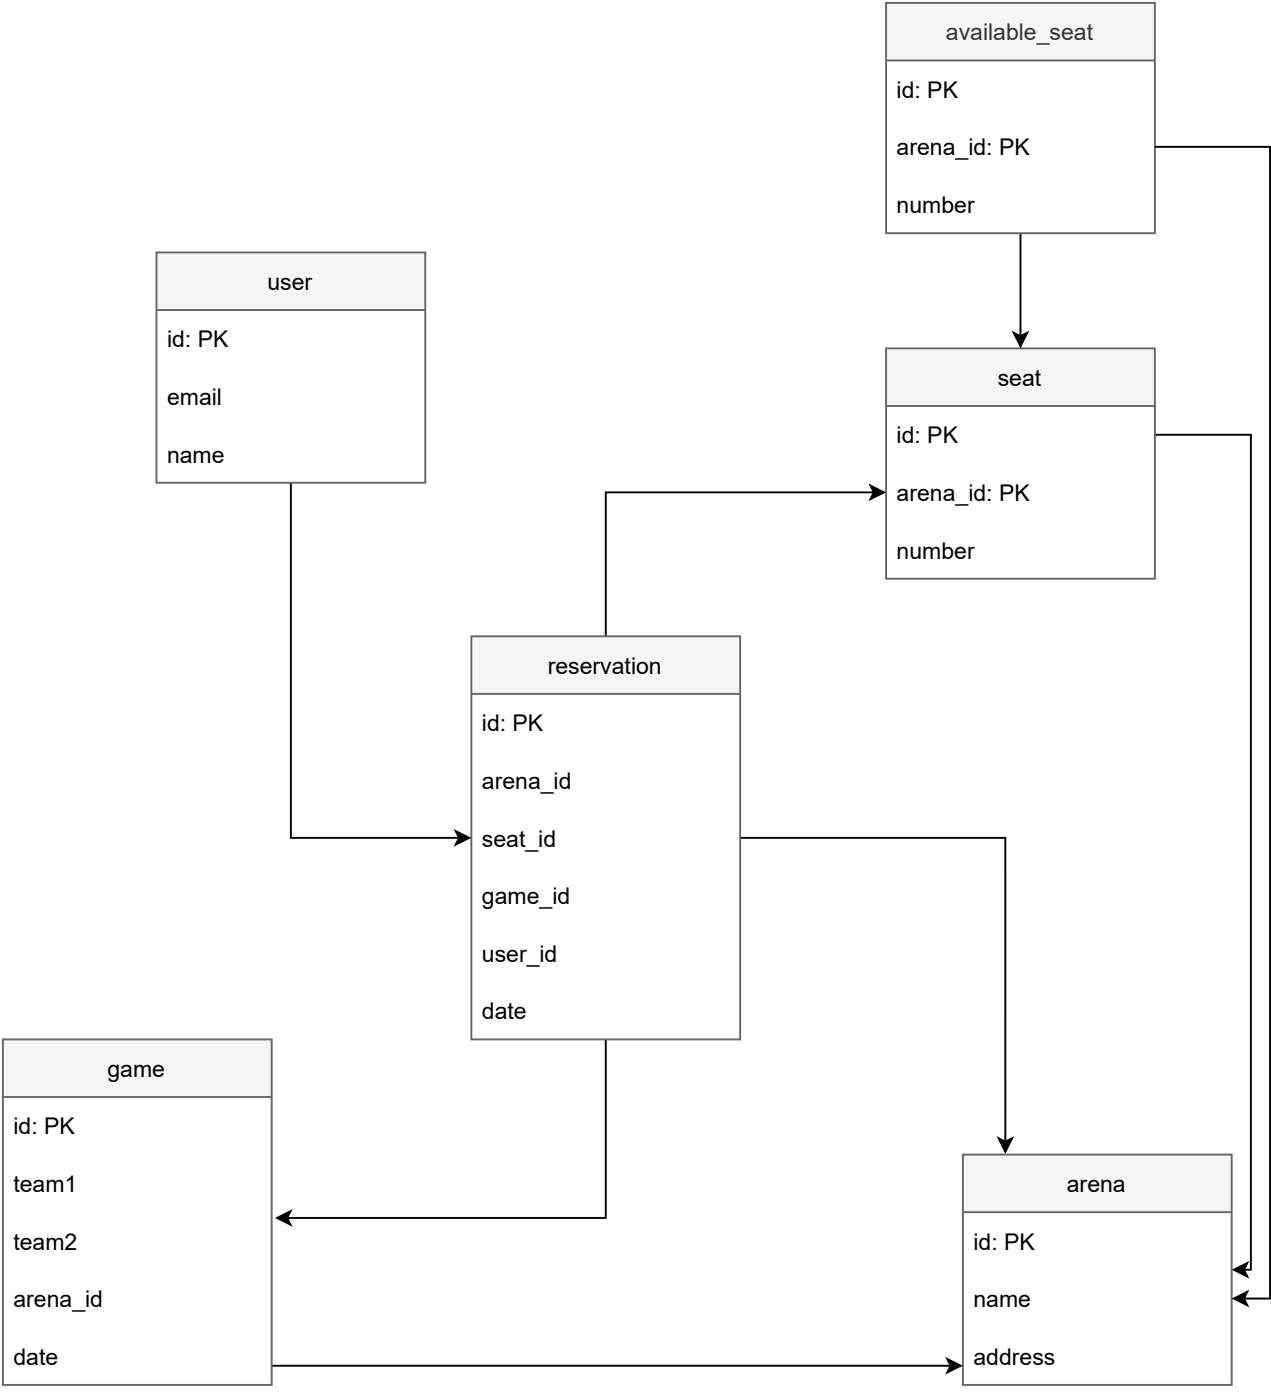 available_seat
id: PK
arena_id: PK
number
user
id: PK
email
name
seat
id: PK
arena_id: PK
number
reservation
id: PK
arena_id
seat_id
game_id
user_id
date
game
id: PK
team1
team2
arena_id
date
arena
id: PK
name
address